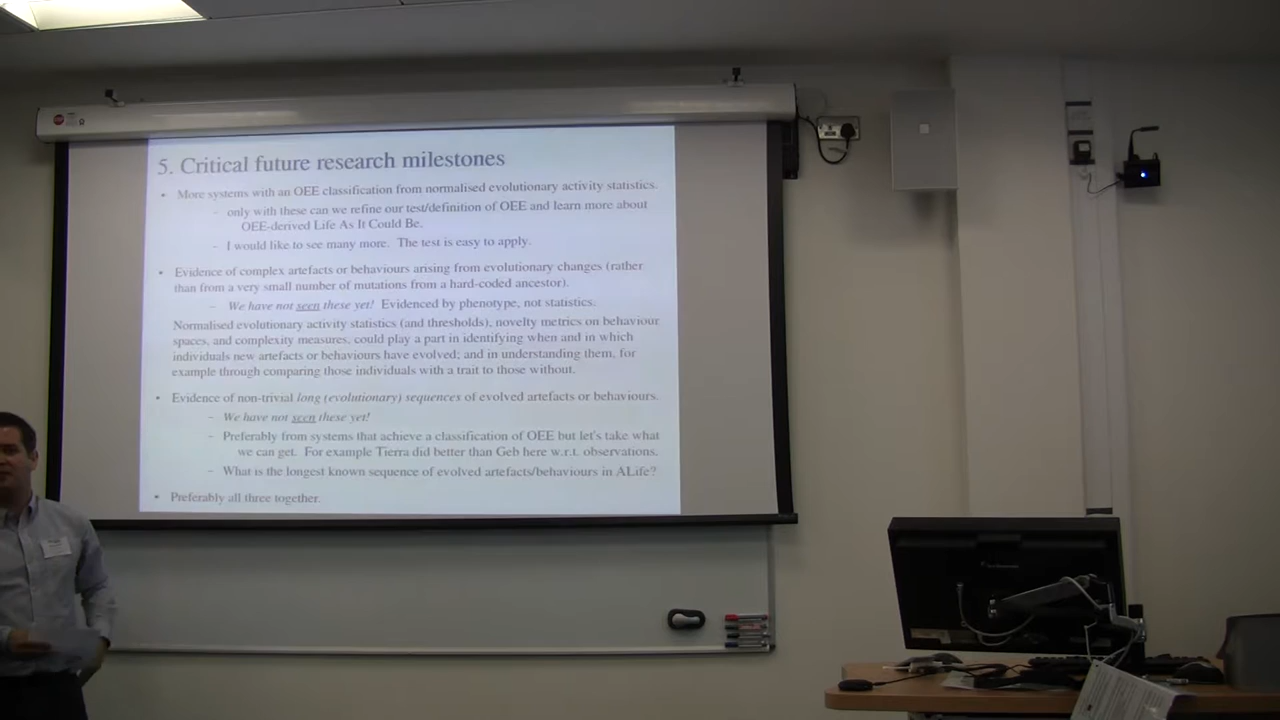 5. Critical future research milestones
• More systems with an OEE classification from normalised evolutionary activity statistics.
– only with these can we refine our test/definition of OEE and learn more about
OEE-derived Life As It Could Be.
– I would like to see many more. The test is easy to apply.
• Evidence of complex artefacts or behaviours arising from evolutionary changes (rather
than from a very small number of mutations from a hard-coded ancestor).
– We have not seen these yet! Evidenced by phenotype, not statistics.
Normalised evolutionary activity statistics (and thresholds), novelty metrics on behaviour
spaces, and complexity measures, could play a part in identifying when and in which
individuals new artefacts or behaviours have evolved; and in understanding them, for
example through comparing those individuals with a trait to those without.
• Evidence of non-trivial long (evolutionary) sequences of evolved artefacts or behaviours.
– We have not seen these yet!
– Preferably from systems that achieve a classification of OEE but let's take what
we can get. For example Tierra did better than Geb here w.r.t. observations.
– What is the longest known sequence of evolved artefacts/behaviours in ALife?
• Preferably all three together.